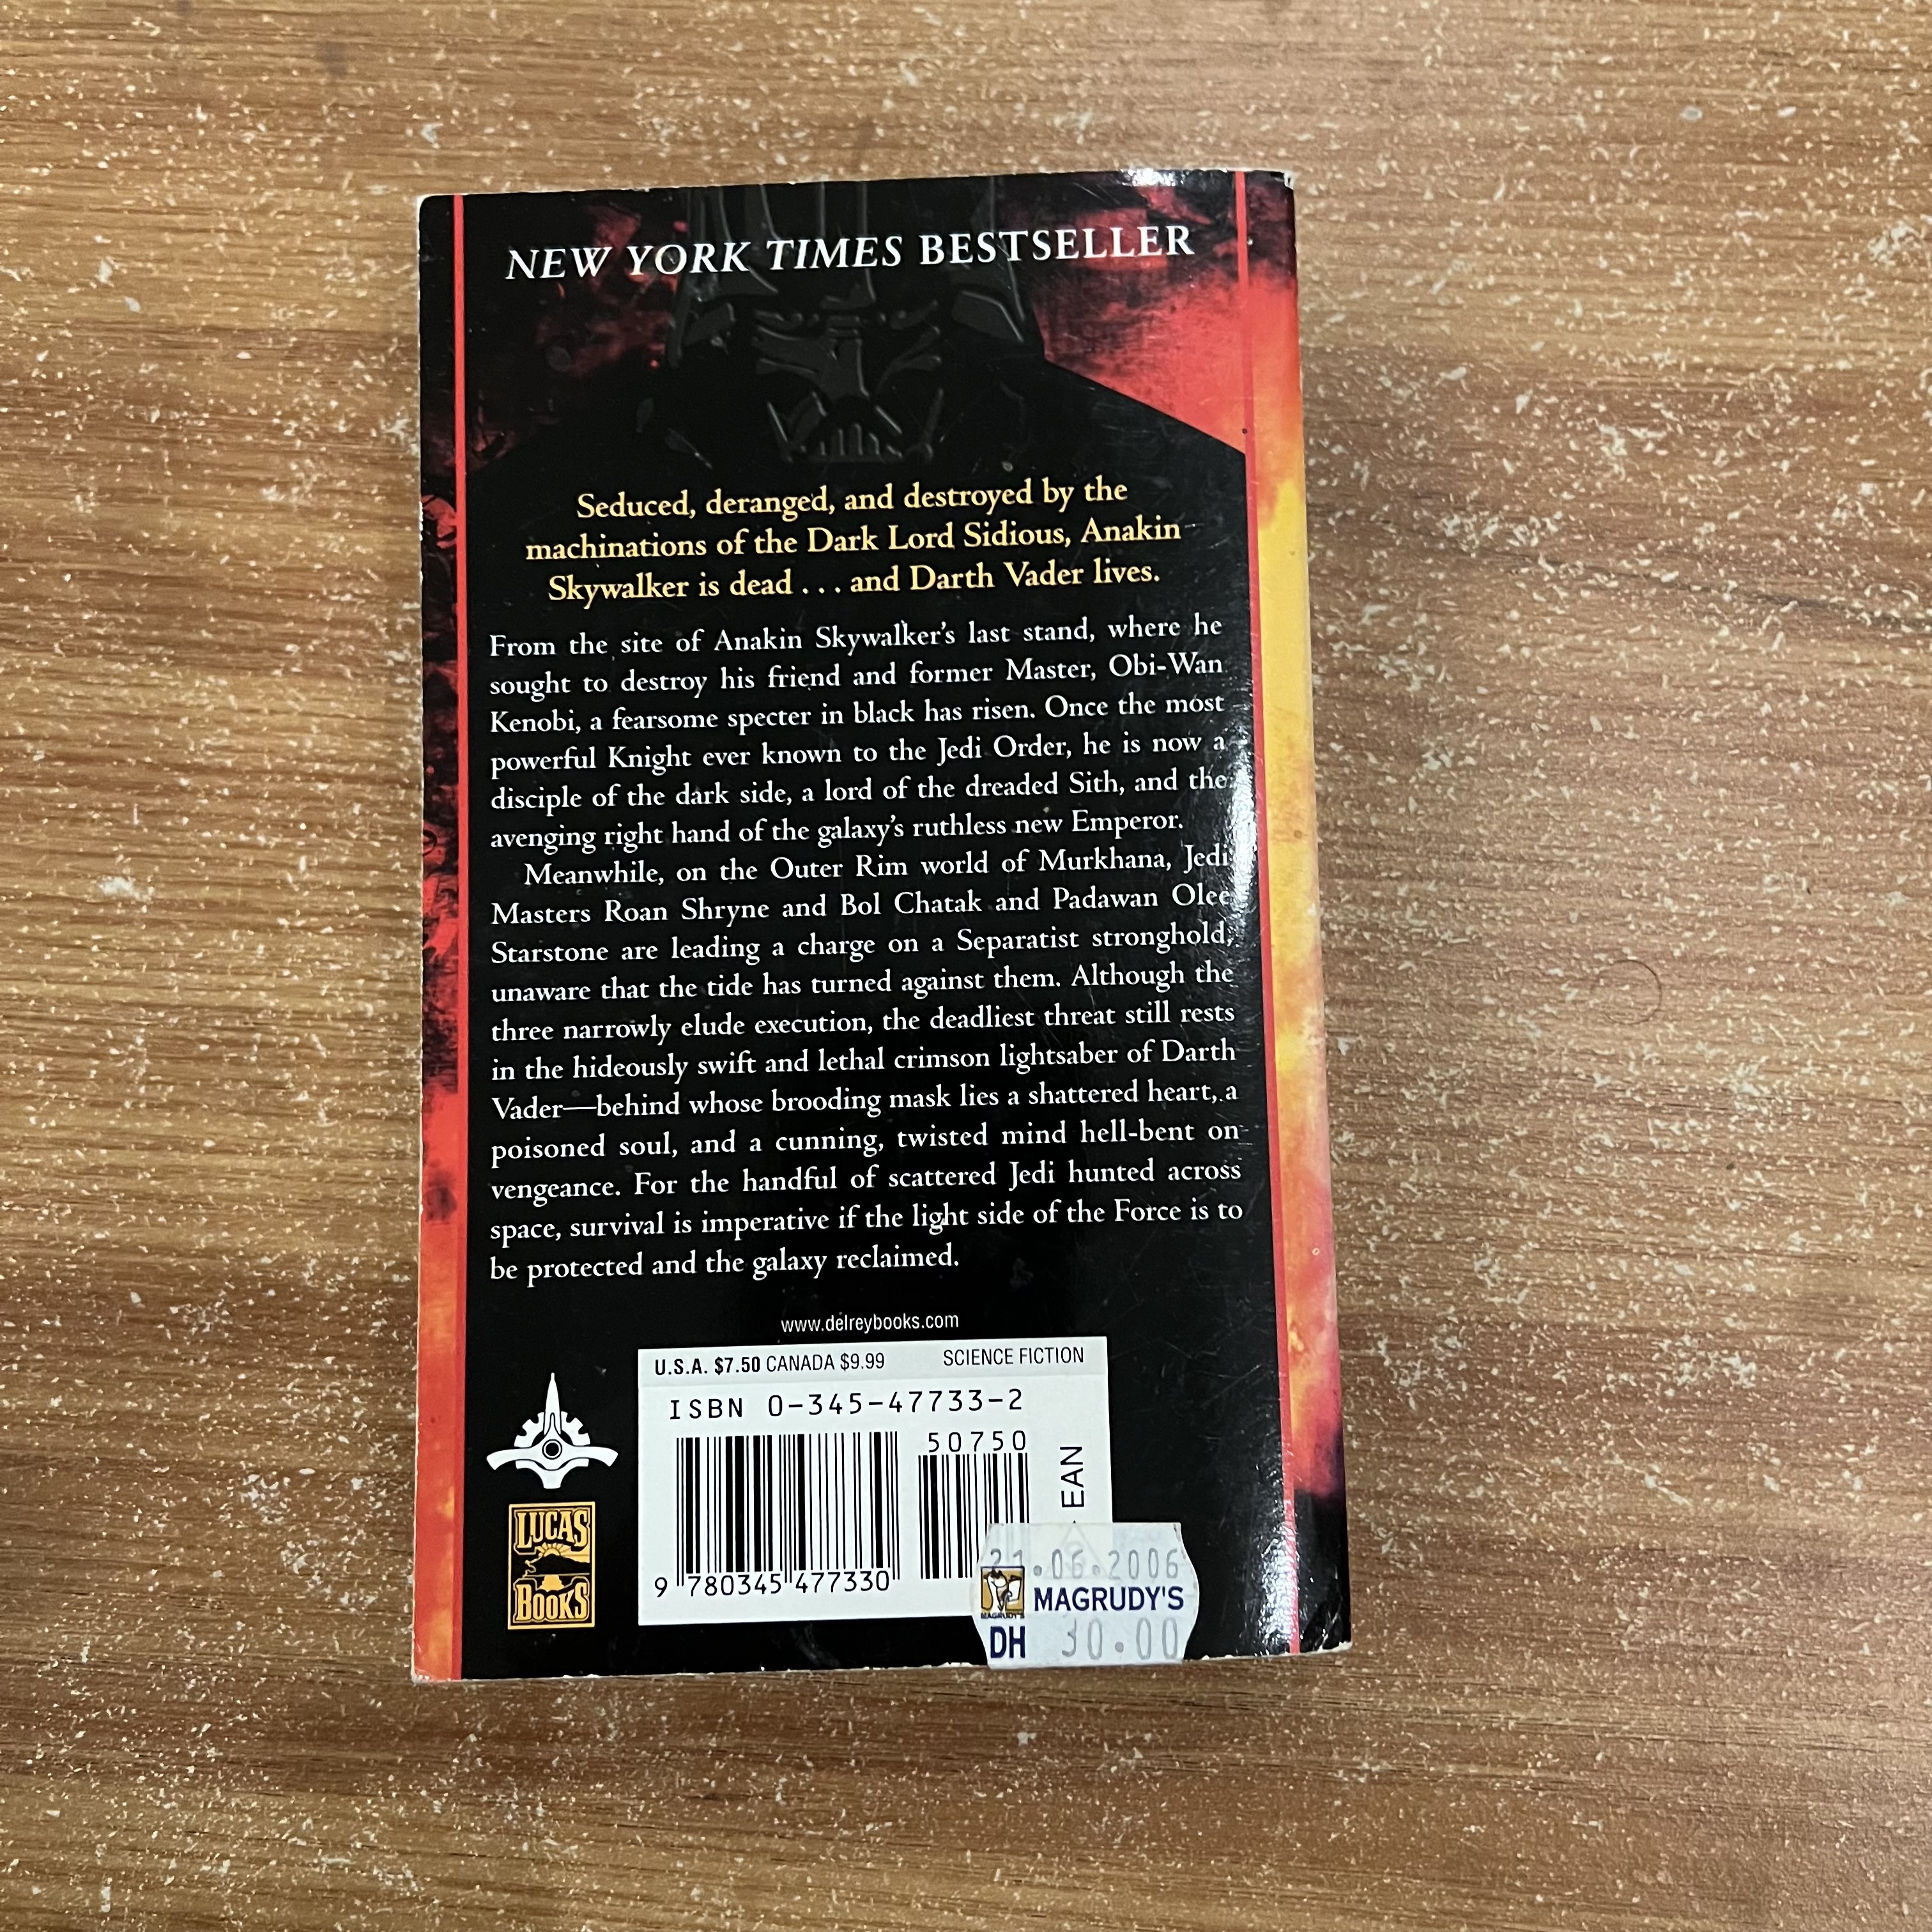 NEW YORK TIMES BESTSELLER
Seduced, deranged, and destroyed by the
machinations of the Dark Lord Sidious, Anakin
Skywalker is dead . . . and Darth Vader lives.
From the site of Anakin Skywalker's last stand, where he
sought to destroy his friend and former Master, Obi-Wan
Kenobi, a fearsome specter in black has risen. Once the most
powerful Knight ever known to the Jedi Order, he is now a
disciple of the dark side, a lord of the dreaded Sith, and the
avenging right hand of the galaxy's ruthless new Emperor.
Meanwhile, on the Outer Rim world of Murkhana, Jedi
Masters Roan Shryne and Bol Chatak and Padawan Olee
Starstone are leading a charge on a Separatist stronghold,
unaware that the tide has turned against them. Although the
three narrowly elude execution, the deadliest threat still rests
in the hideously swift and lethal crimson lightsaber of Darth
Vader—behind whose brooding mask lies a shattered heart, a
poisoned soul, and a cunning, twisted mind hell-bent on
vengeance. For the handful of scattered Jedi hunted across
space, survival is imperative if the light side of the Force is to
be protected and the galaxy reclaimed.
www.delreybooks.com
U.S.A. $7.50 CANADA $9.99 SCIENCE FICTION
ISBN 0-345-47733-2
50750
EAN
9 780345 477330
LUCAS
BOOKS
21.06.2006
MAGRUDY'S
MAGRUDY'S
DH 30.00